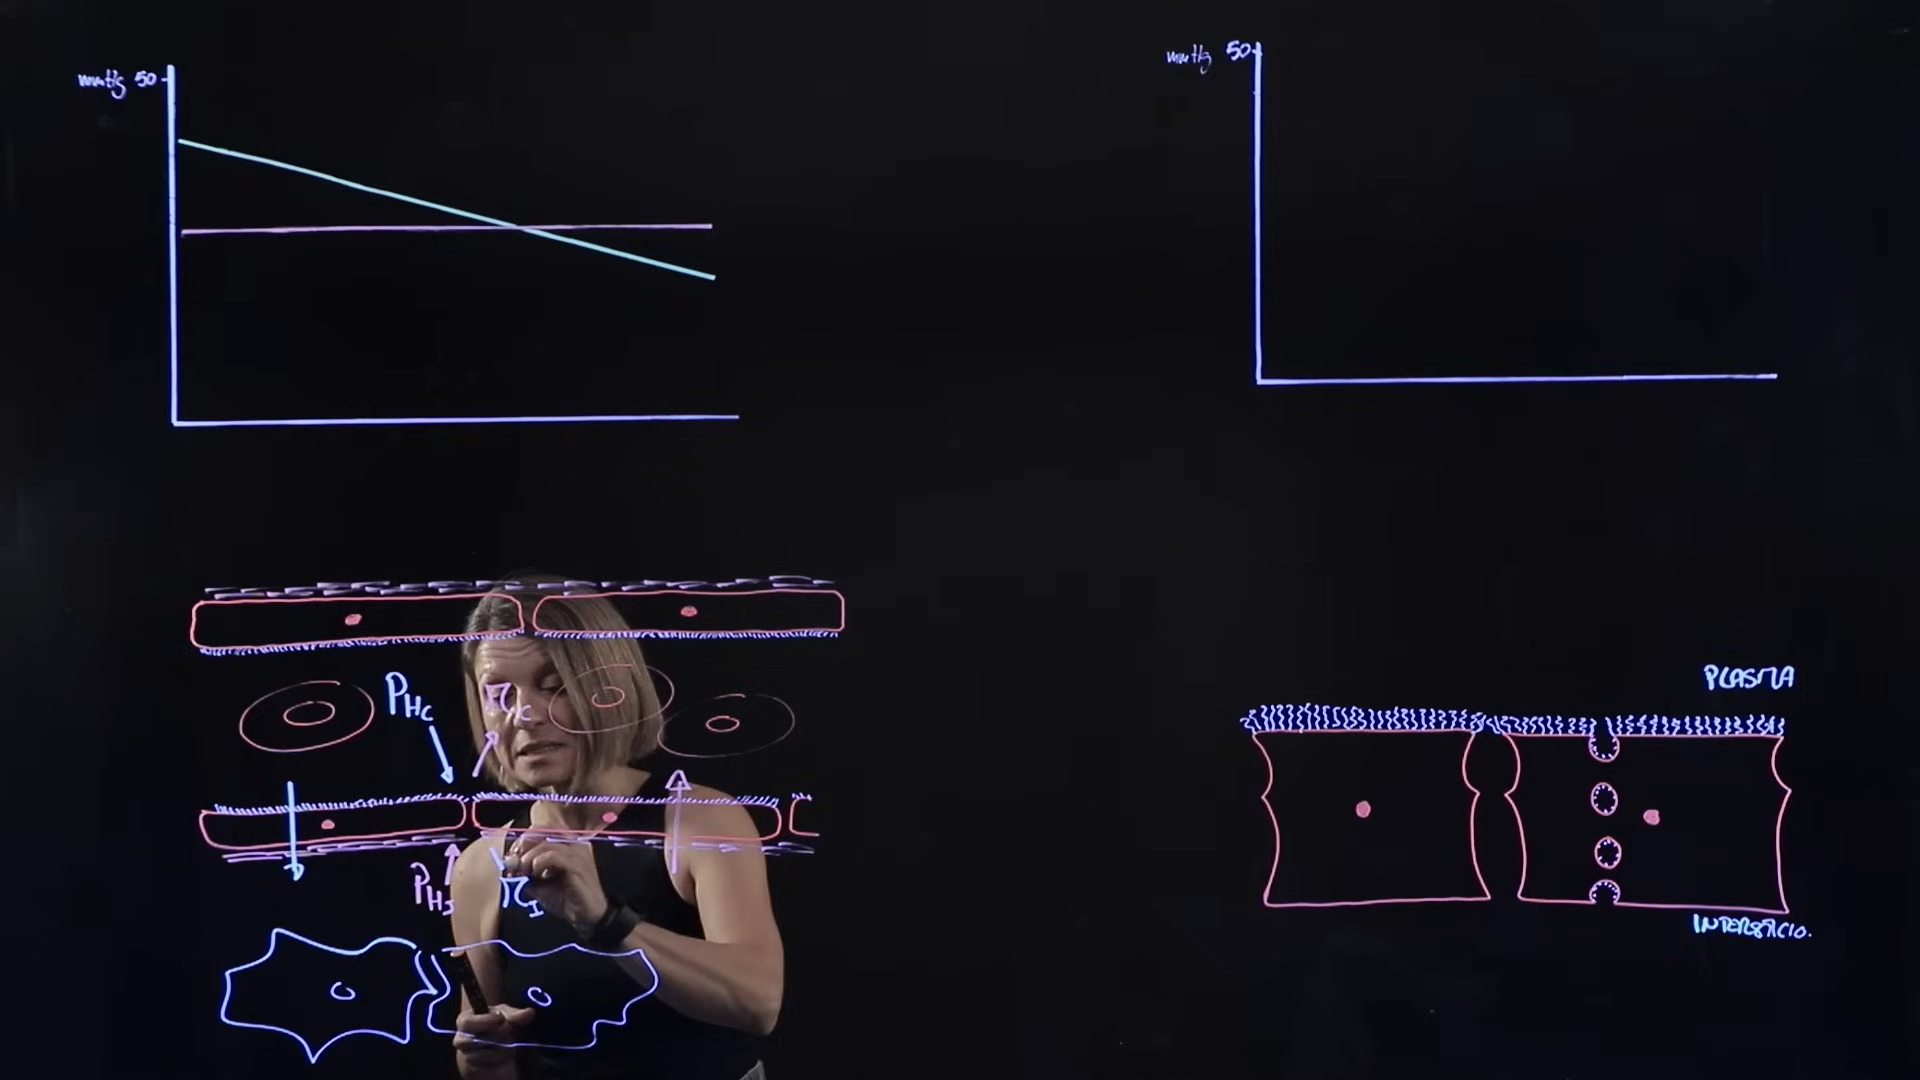 mmHg 50
mmHg 50
PHc
πc
PHI
πI
PLASMA
INTERSTICIO.